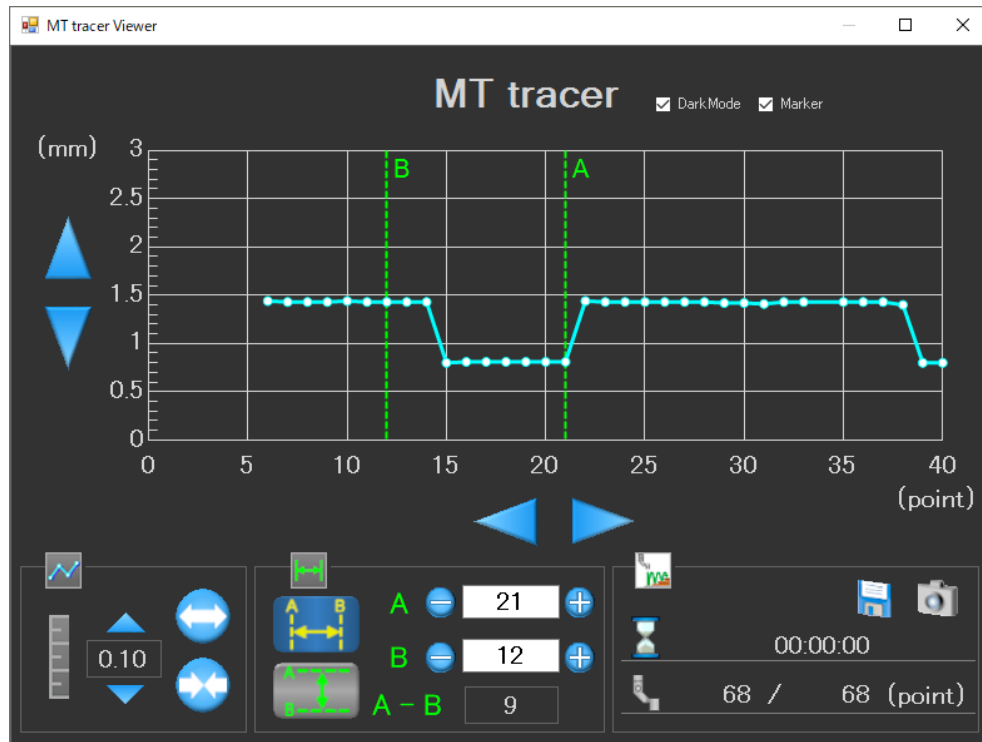 MT tracer Viewer
MT tracer
DarkMode
Marker
(mm)
3
2.5
2
1.5
1
0.5
0
B
A
0 5 10 15 20 25 30 35 40
(point)
A B
A
B
0.10
A 21
B 12
A - B 9
00:00:00
68 / 68 (point)